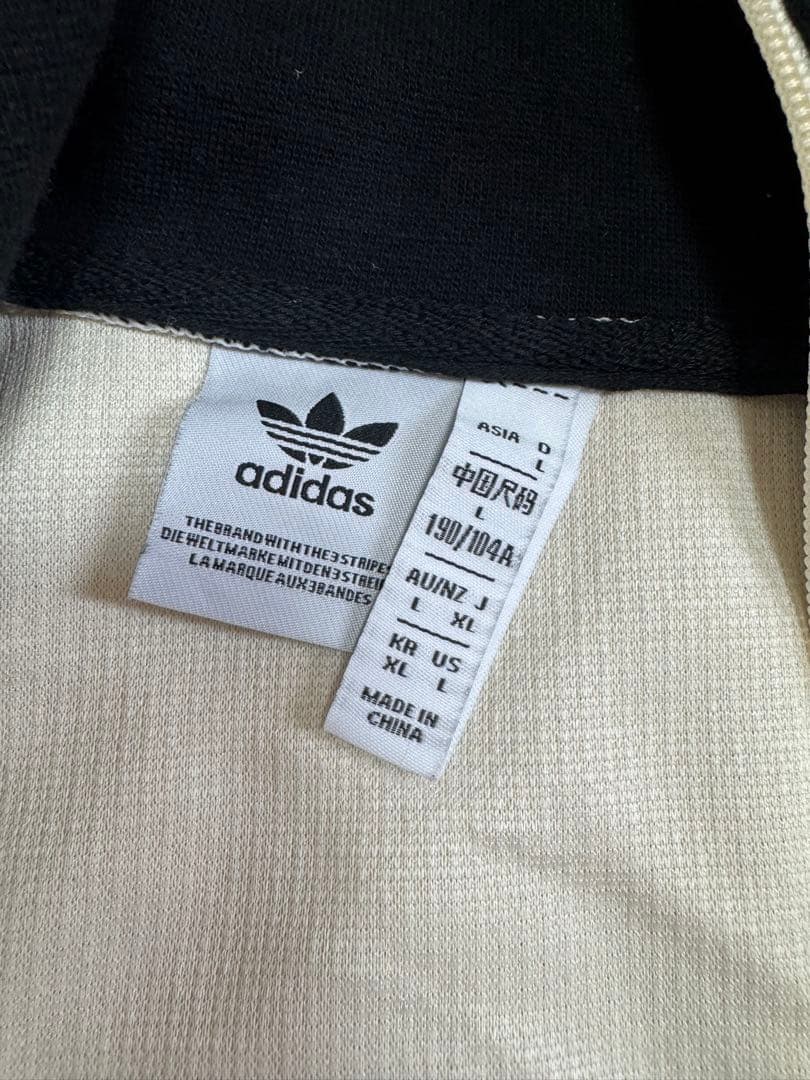 adidas
THE BRAND WITH THE 3 STRIPES
DIE WELTMARKE MIT DEN 3 STREI
LA MARQUE AUX 3 BANDES
ASIA D
L
中国尺码
L
190/104A
AU/NZ J
L XL
KR US
XL L
MADE IN
CHINA